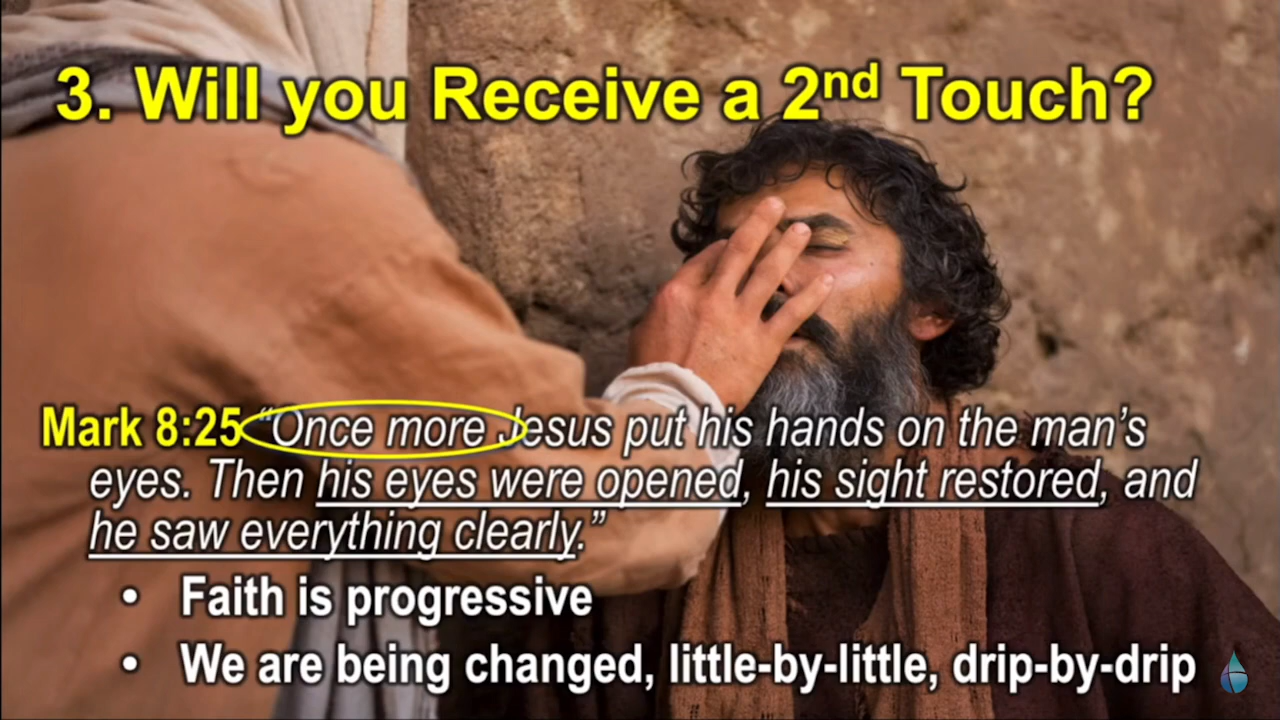 3. Will you Receive a 2nd Touch?
Mark 8:25 “Once more Jesus put his hands on the man’s
eyes. Then his eyes were opened, his sight restored, and
he saw everything clearly.”
• Faith is progressive
• We are being changed, little-by-little, drip-by-drip